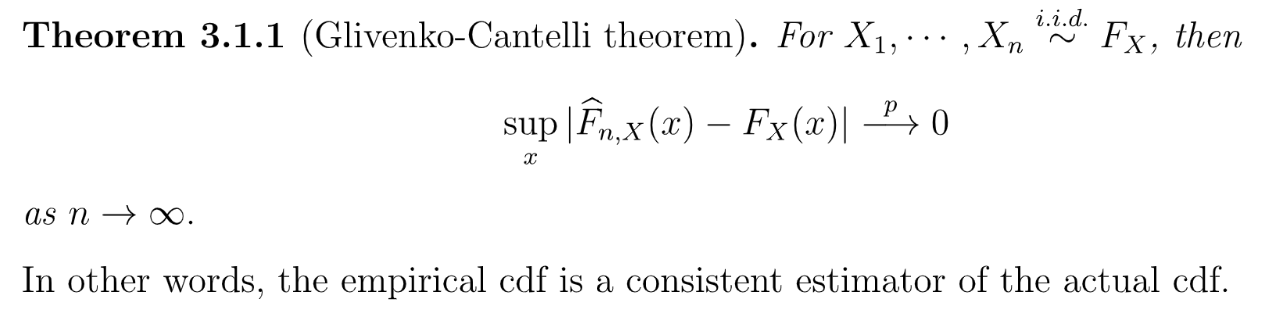 Theorem 3.1.1 (Glivenko-Cantelli theorem). For X₁, ⋯ , Xₙ i.i.d. ∼ F_X, then
sup_x |F̂_{n,X}(x) − F_X(x)| —p→ 0
as n → ∞.
In other words, the empirical cdf is a consistent estimator of the actual cdf.